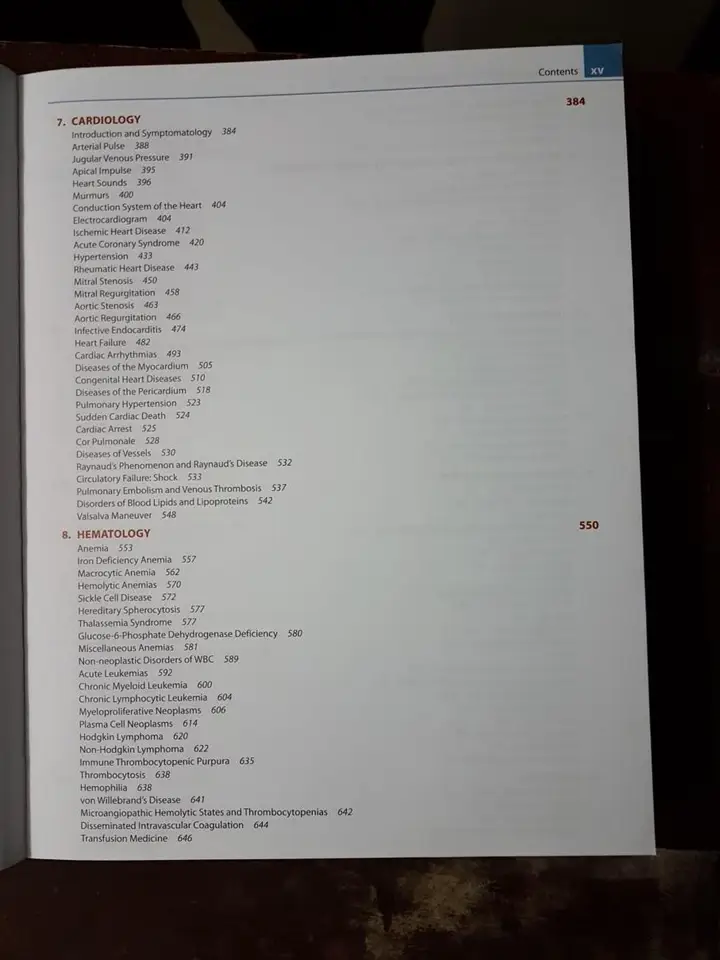 Contents xv
7. CARDIOLOGY 384
Introduction and Symptomatology 384
Arterial Pulse 388
Jugular Venous Pressure 391
Apical Impulse 395
Heart Sounds 396
Murmurs 400
Conduction System of the Heart 404
Electrocardiogram 404
Ischemic Heart Disease 412
Acute Coronary Syndrome 420
Hypertension 433
Rheumatic Heart Disease 443
Mitral Stenosis 450
Mitral Regurgitation 458
Aortic Stenosis 463
Aortic Regurgitation 466
Infective Endocarditis 474
Heart Failure 482
Cardiac Arrhythmias 493
Diseases of the Myocardium 505
Congenital Heart Diseases 510
Diseases of the Pericardium 518
Pulmonary Hypertension 523
Sudden Cardiac Death 524
Cardiac Arrest 525
Cor Pulmonale 528
Diseases of Vessels 530
Raynaud's Phenomenon and Raynaud's Disease 532
Circulatory Failure: Shock 533
Pulmonary Embolism and Venous Thrombosis 537
Disorders of Blood Lipids and Lipoproteins 542
Valsalva Maneuver 548
8. HEMATOLOGY 550
Anemia 553
Iron Deficiency Anemia 557
Macrocytic Anemia 562
Hemolytic Anemias 570
Sickle Cell Disease 572
Hereditary Spherocytosis 577
Thalassemia Syndrome 577
Glucose-6-Phosphate Dehydrogenase Deficiency 580
Miscellaneous Anemias 581
Non-neoplastic Disorders of WBC 589
Acute Leukemias 592
Chronic Myeloid Leukemia 600
Chronic Lymphocytic Leukemia 604
Myeloproliferative Neoplasms 606
Plasma Cell Neoplasms 614
Hodgkin Lymphoma 620
Non-Hodgkin Lymphoma 622
Immune Thrombocytopenic Purpura 635
Thrombocytosis 638
Hemophilia 638
von Willebrand's Disease 641
Microangiopathic Hemolytic States and Thrombocytopenias 642
Disseminated Intravascular Coagulation 644
Transfusion Medicine 646